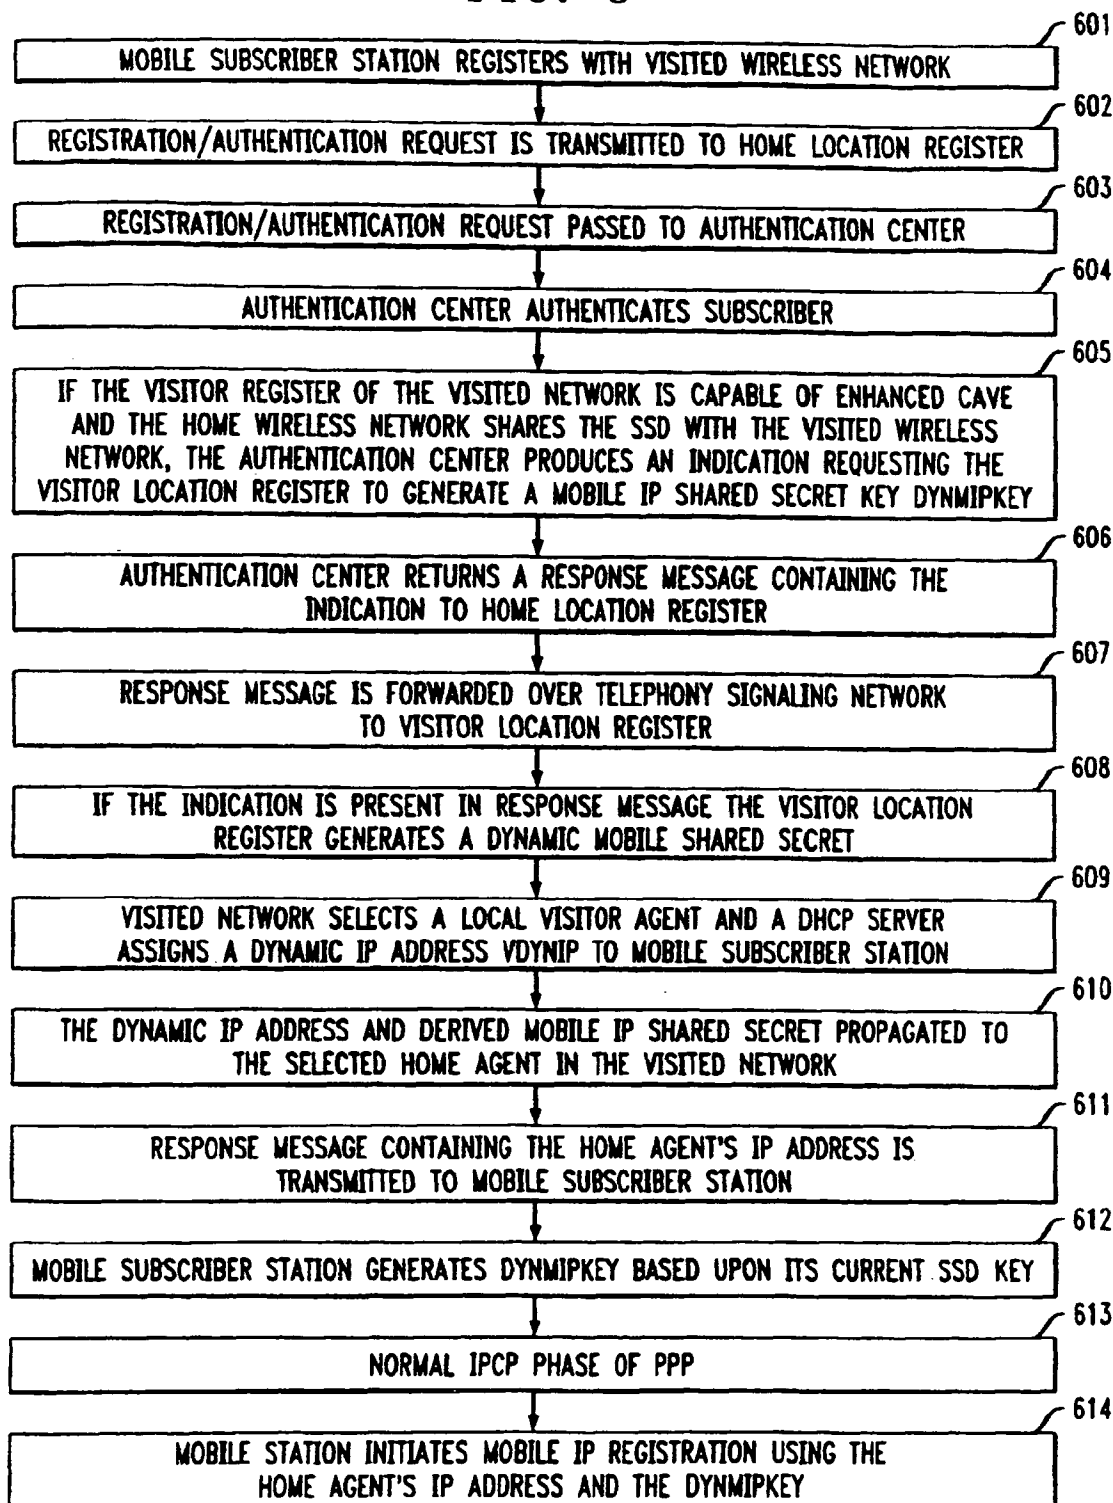 601
MOBILE SUBSCRIBER STATION REGISTERS WITH VISITED WIRELESS NETWORK
602
REGISTRATION/AUTHENTICATION REQUEST IS TRANSMITTED TO HOME LOCATION REGISTER
603
REGISTRATION/AUTHENTICATION REQUEST PASSED TO AUTHENTICATION CENTER
604
AUTHENTICATION CENTER AUTHENTICATES SUBSCRIBER
605
IF THE VISITOR REGISTER OF THE VISITED NETWORK IS CAPABLE OF ENHANCED CAVE
AND THE HOME WIRELESS NETWORK SHARES THE SSD WITH THE VISITED WIRELESS
NETWORK, THE AUTHENTICATION CENTER PRODUCES AN INDICATION REQUESTING THE
VISITOR LOCATION REGISTER TO GENERATE A MOBILE IP SHARED SECRET KEY DYNMIPKEY
606
AUTHENTICATION CENTER RETURNS A RESPONSE MESSAGE CONTAINING THE
INDICATION TO HOME LOCATION REGISTER
607
RESPONSE MESSAGE IS FORWARDED OVER TELEPHONY SIGNALING NETWORK
TO VISITOR LOCATION REGISTER
608
IF THE INDICATION IS PRESENT IN RESPONSE MESSAGE THE VISITOR LOCATION
REGISTER GENERATES A DYNAMIC MOBILE SHARED SECRET
609
VISITED NETWORK SELECTS A LOCAL VISITOR AGENT AND A DHCP SERVER
ASSIGNS A DYNAMIC IP ADDRESS VDYNIP TO MOBILE SUBSCRIBER STATION
610
THE DYNAMIC IP ADDRESS AND DERIVED MOBILE IP SHARED SECRET PROPAGATED TO
THE SELECTED HOME AGENT IN THE VISITED NETWORK
611
RESPONSE MESSAGE CONTAINING THE HOME AGENT'S IP ADDRESS IS
TRANSMITTED TO MOBILE SUBSCRIBER STATION
612
MOBILE SUBSCRIBER STATION GENERATES DYNMIPKEY BASED UPON ITS CURRENT SSD KEY
613
NORMAL IPCP PHASE OF PPP
614
MOBILE STATION INITIATES MOBILE IP REGISTRATION USING THE
HOME AGENT'S IP ADDRESS AND THE DYNMIPKEY